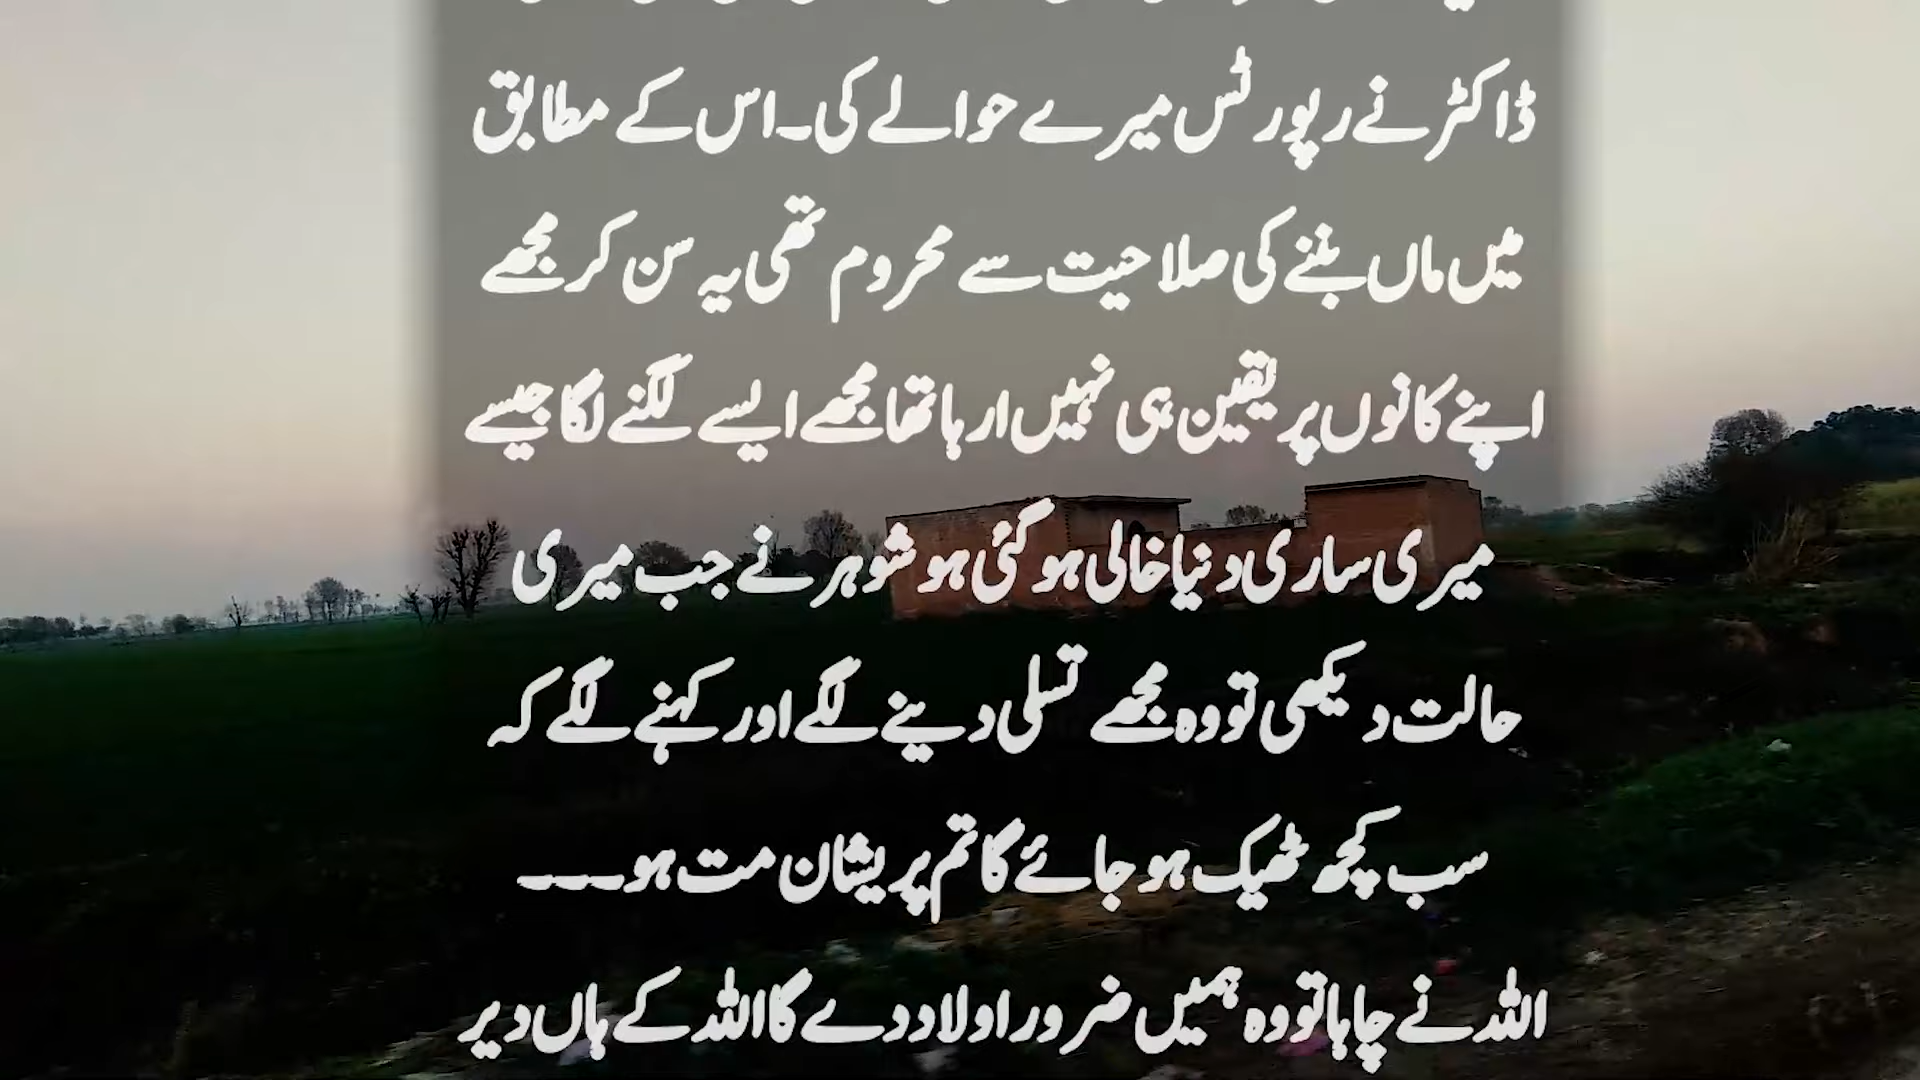 ڈاکٹر نے رپورٹس میرے حوالے کی۔اس کے مطابق
میں ماں بننے کی صلاحیت سے محروم تھی یہ سن کر مجھے
اپنے کانوں پر یقین ہی نہیں ارہا تھا مجھے ایسے لگنے لگا جیسے
میری ساری دنیا خالی ہو گئی ہو شوہر نے جب میری
حالت دیکھی تو وہ مجھے تسلی دینے لگے اور کہنے لگے کہ
سب کچھ ٹھیک ہو جائے گا تم پریشان مت ہو۔۔۔
اللہ نے چاہا تو وہ ہمیں ضرور اولاد دے گا اللہ کے ہاں دیر